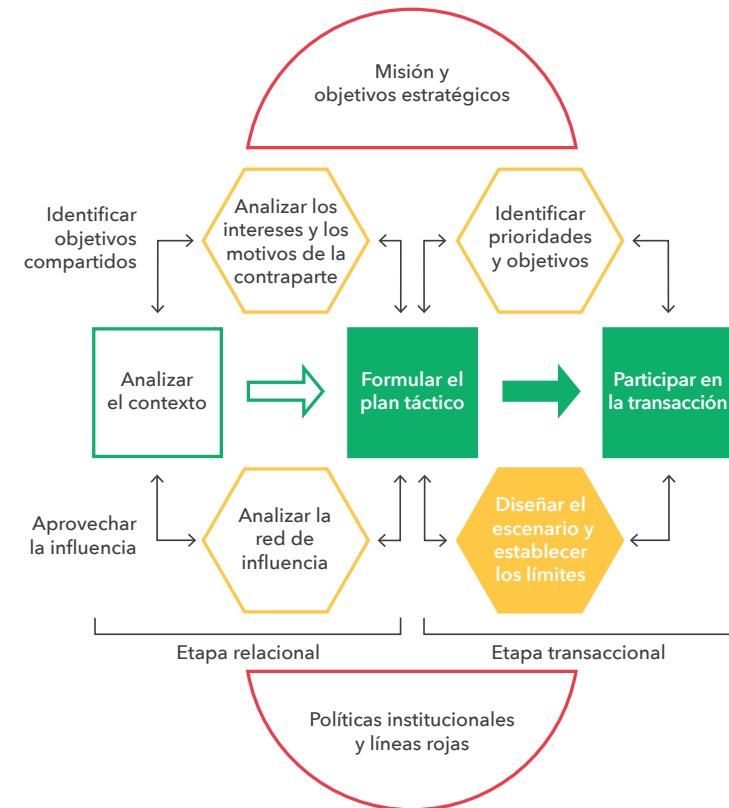 Misión y
objetivos estratégicos
Identificar
objetivos
compartidos
Analizar los
intereses y los
motivos de la
contraparte
Identificar
prioridades
y objetivos
Analizar
el contexto
Formular el
plan táctico
Participar en
la transacción
Aprovechar
la influencia
Analizar la
red de
influencia
Diseñar el
escenario y
establecer
los límites
Etapa relacional
Etapa transaccional
Políticas institucionales
y líneas rojas